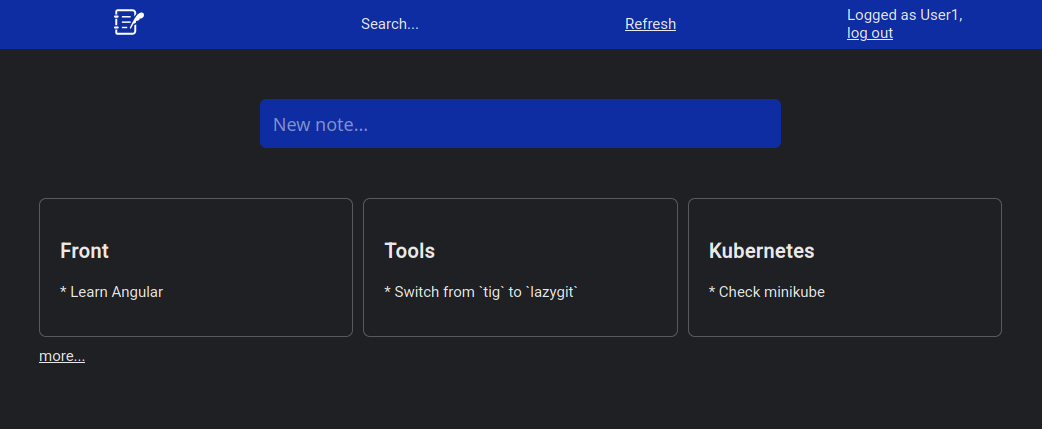 Search...
Refresh
Logged as User1,
log out
New note...
Front
* Learn Angular
Tools
* Switch from `tig` to `lazygit`
Kubernetes
* Check minikube
more...